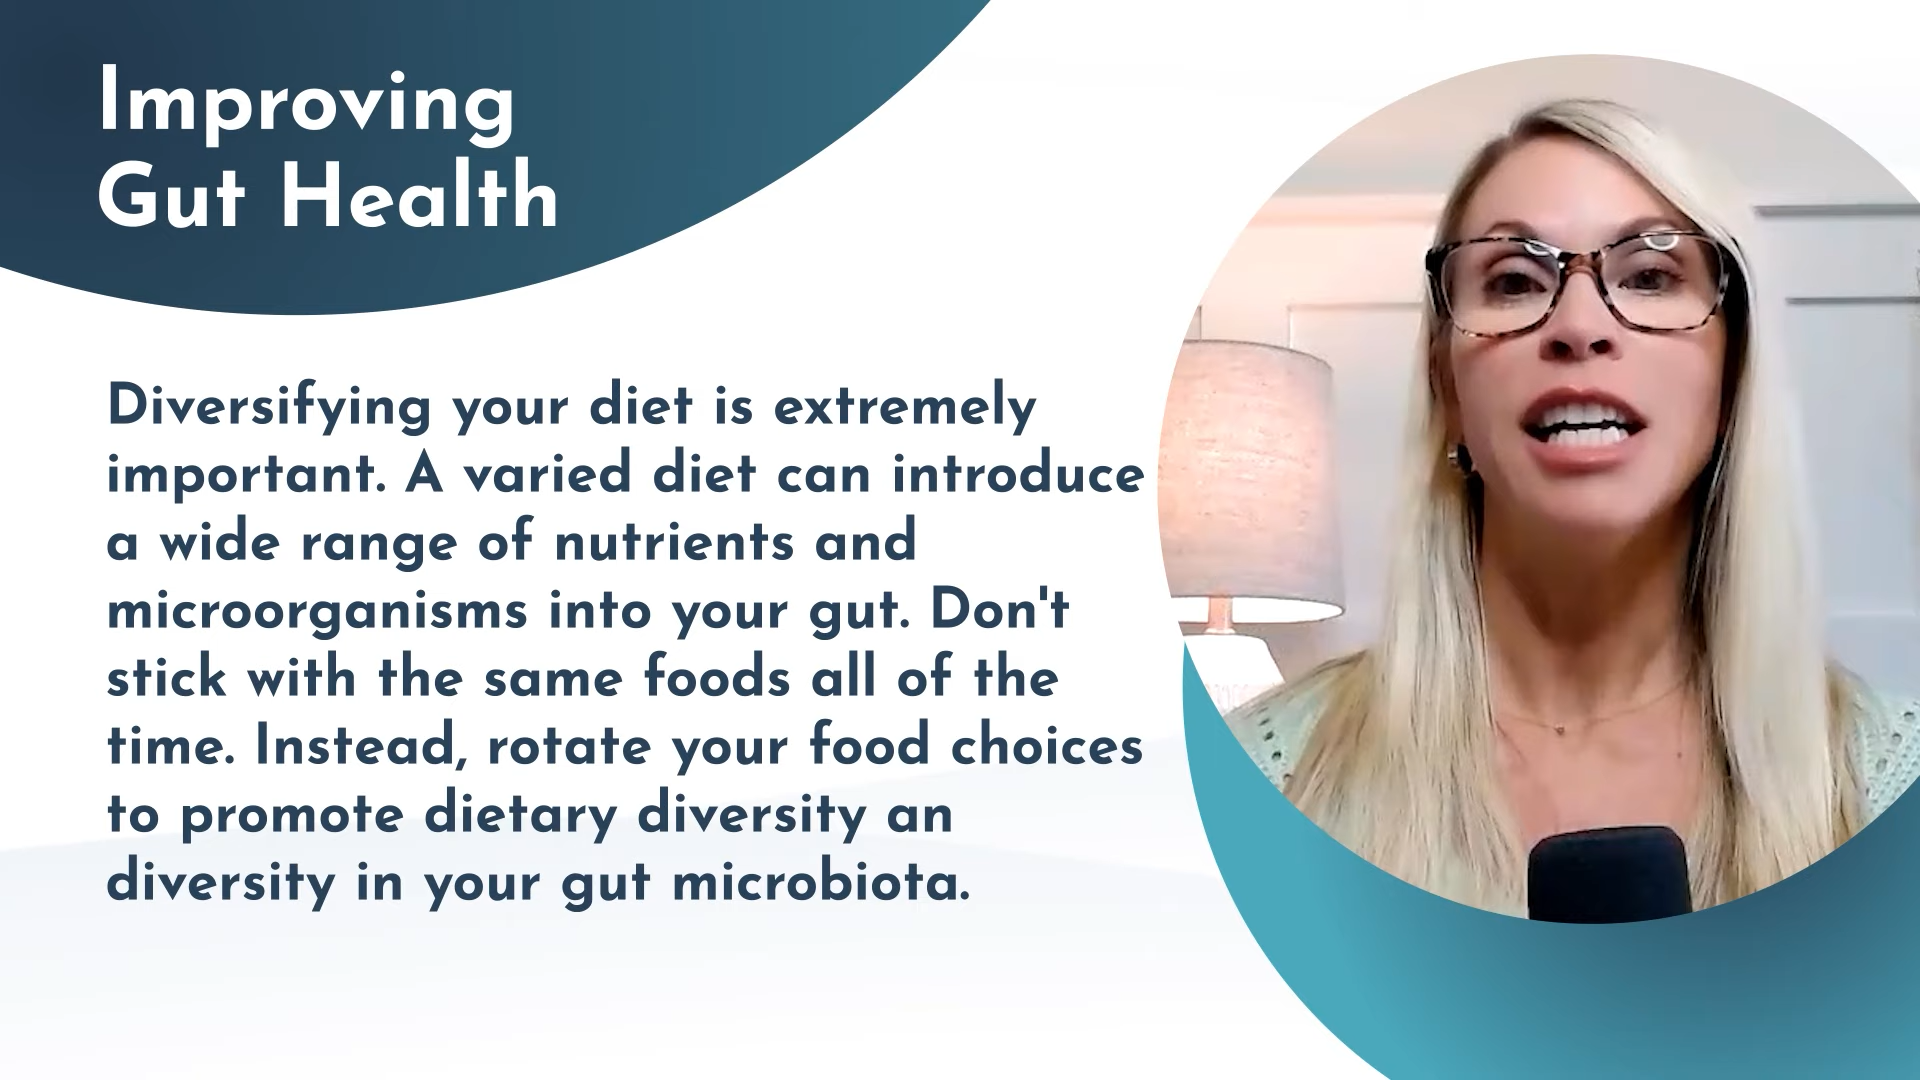 Improving
Gut Health
Diversifying your diet is extremely
important. A varied diet can introduce
a wide range of nutrients and
microorganisms into your gut. Don't
stick with the same foods all of the
time. Instead, rotate your food choices
to promote dietary diversity an
diversity in your gut microbiota.